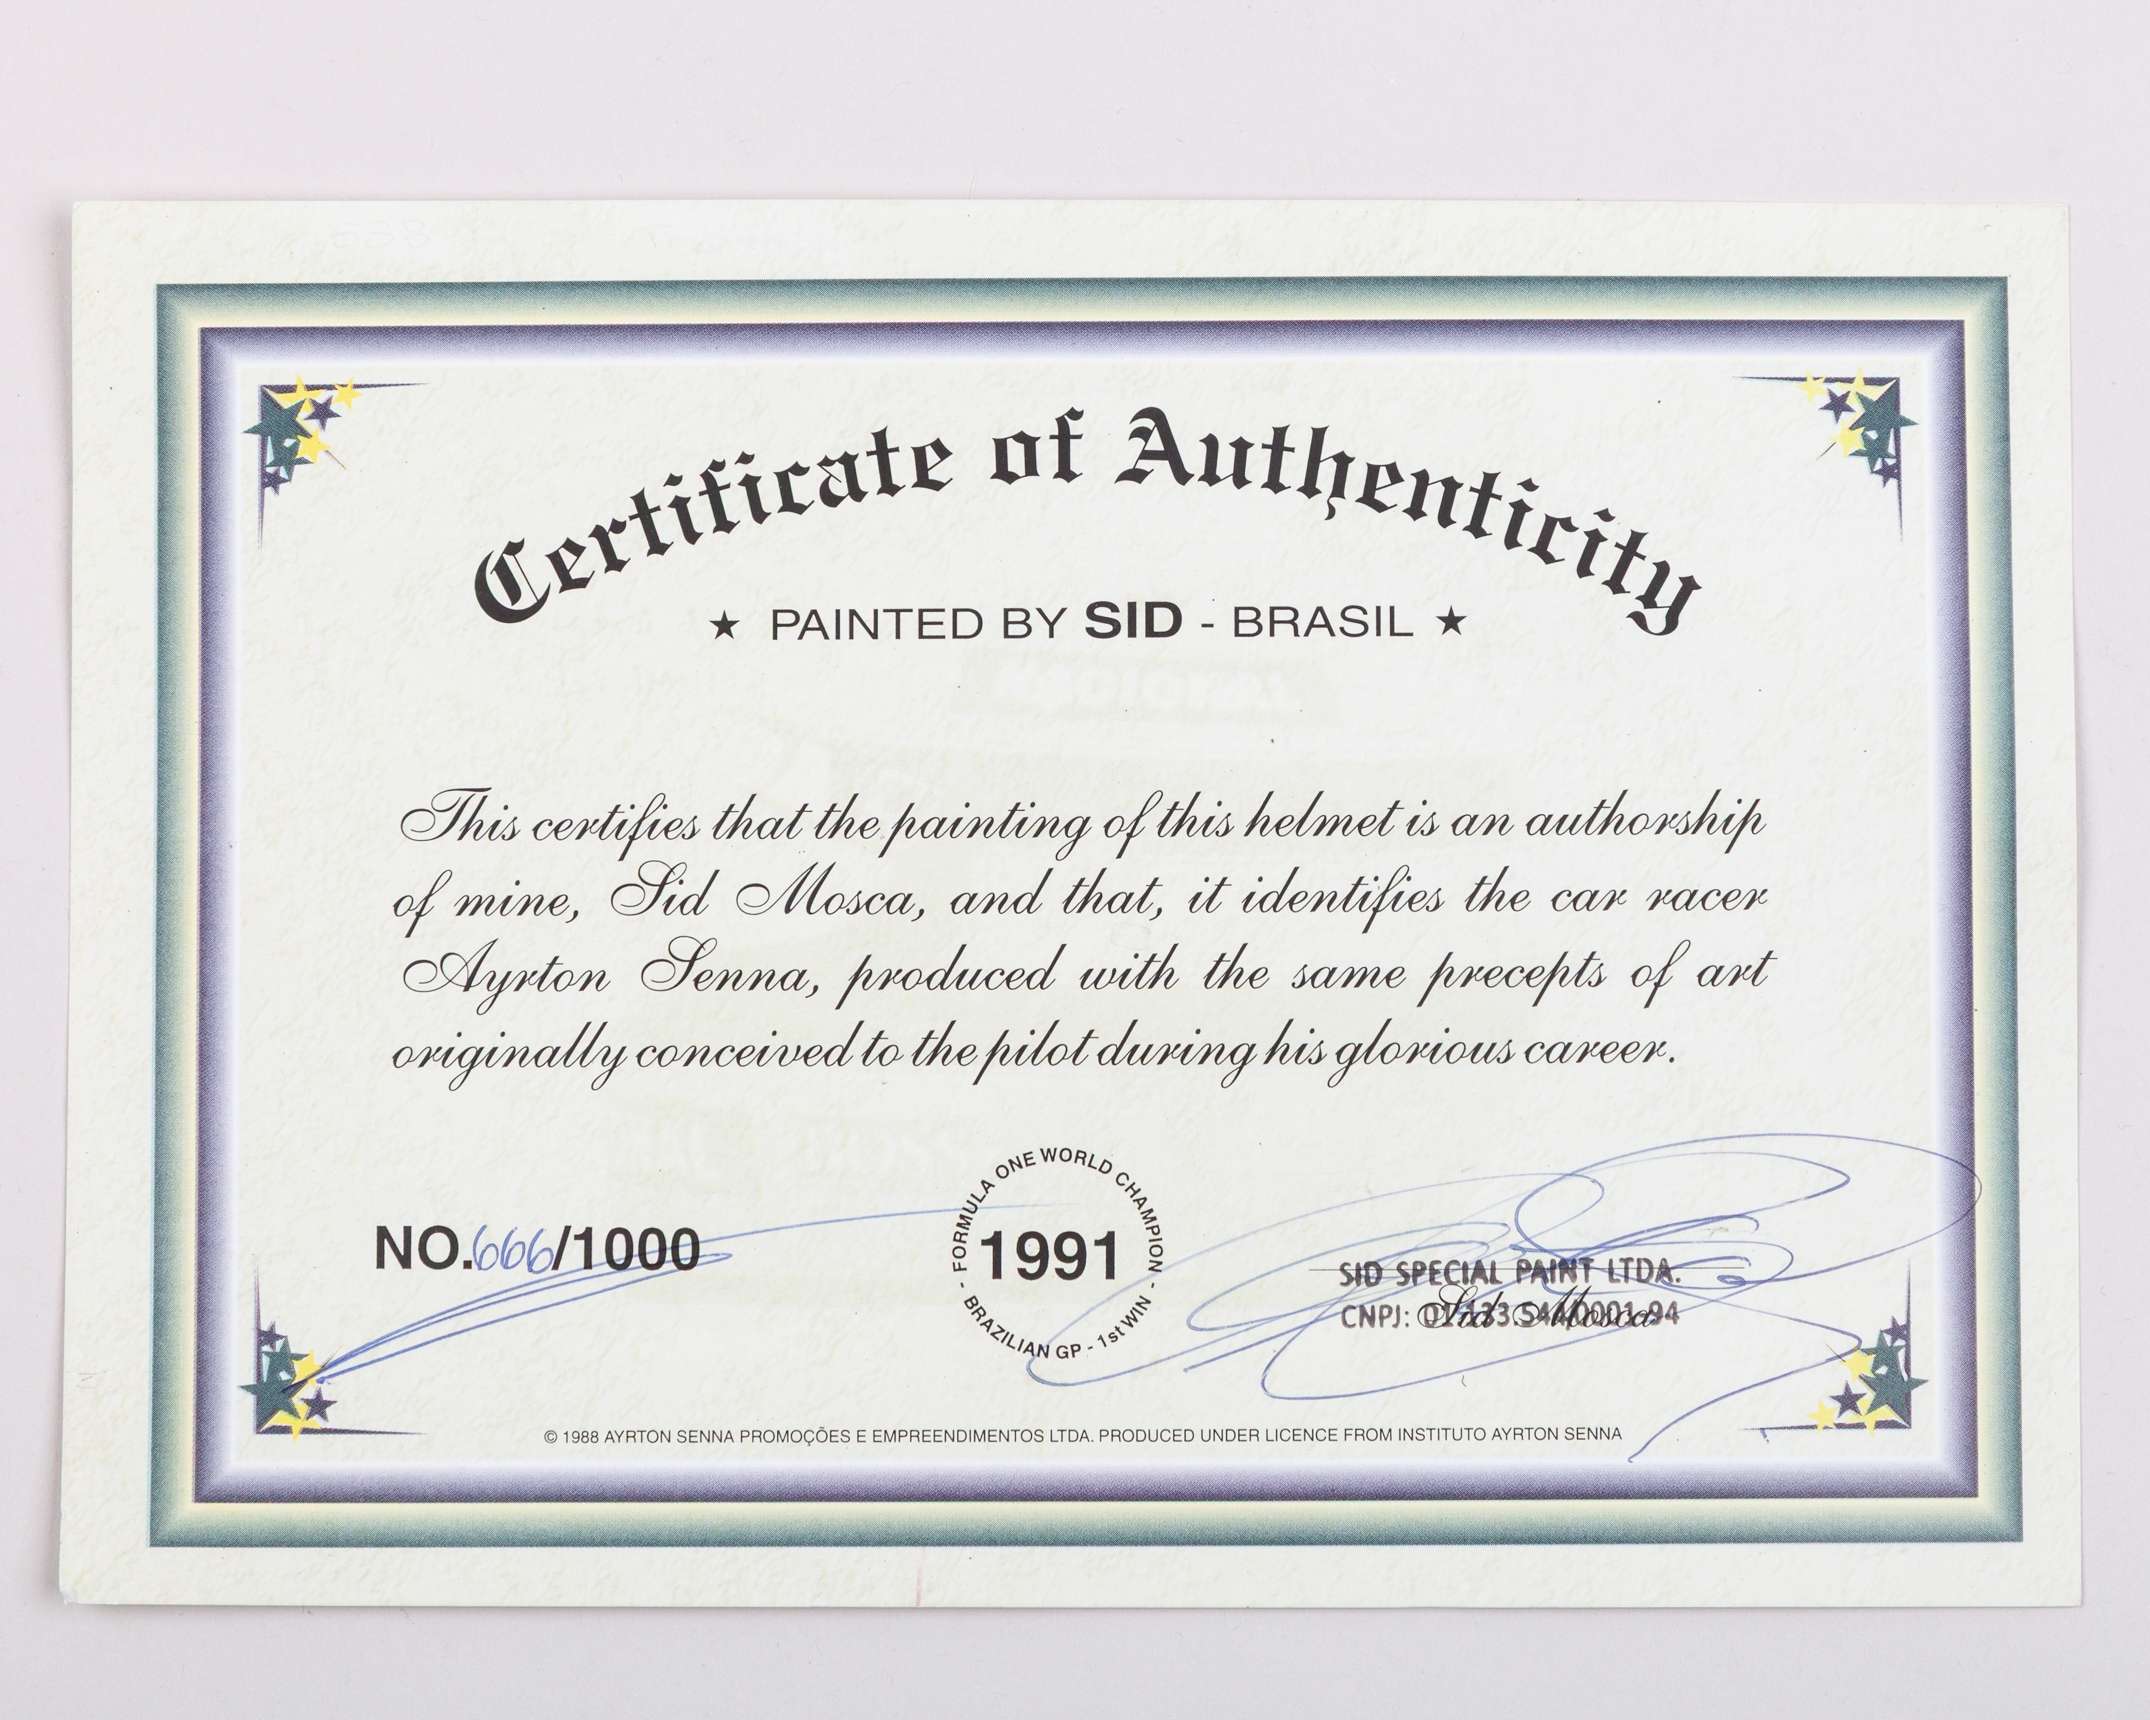 Certificate of Authenticity
★ PAINTED BY SID - BRASIL ★
This certifies that the painting of this helmet is an authorship
of mine, Sid Mosca, and that, it identifies the car racer
Ayrton Senna, produced with the same precepts of art
originally conceived to the pilot during his glorious career.
NO.666/1000
- FORMULA ONE WORLD CHAMPION -
1991
BRAZILIAN GP - 1st WIN
SID SPECIAL PAINT LTDA.
CNPJ:
Sid Mosca
© 1988 AYRTON SENNA PROMOÇÕES E EMPREENDIMENTOS LTDA. PRODUCED UNDER LICENCE FROM INSTITUTO AYRTON SENNA